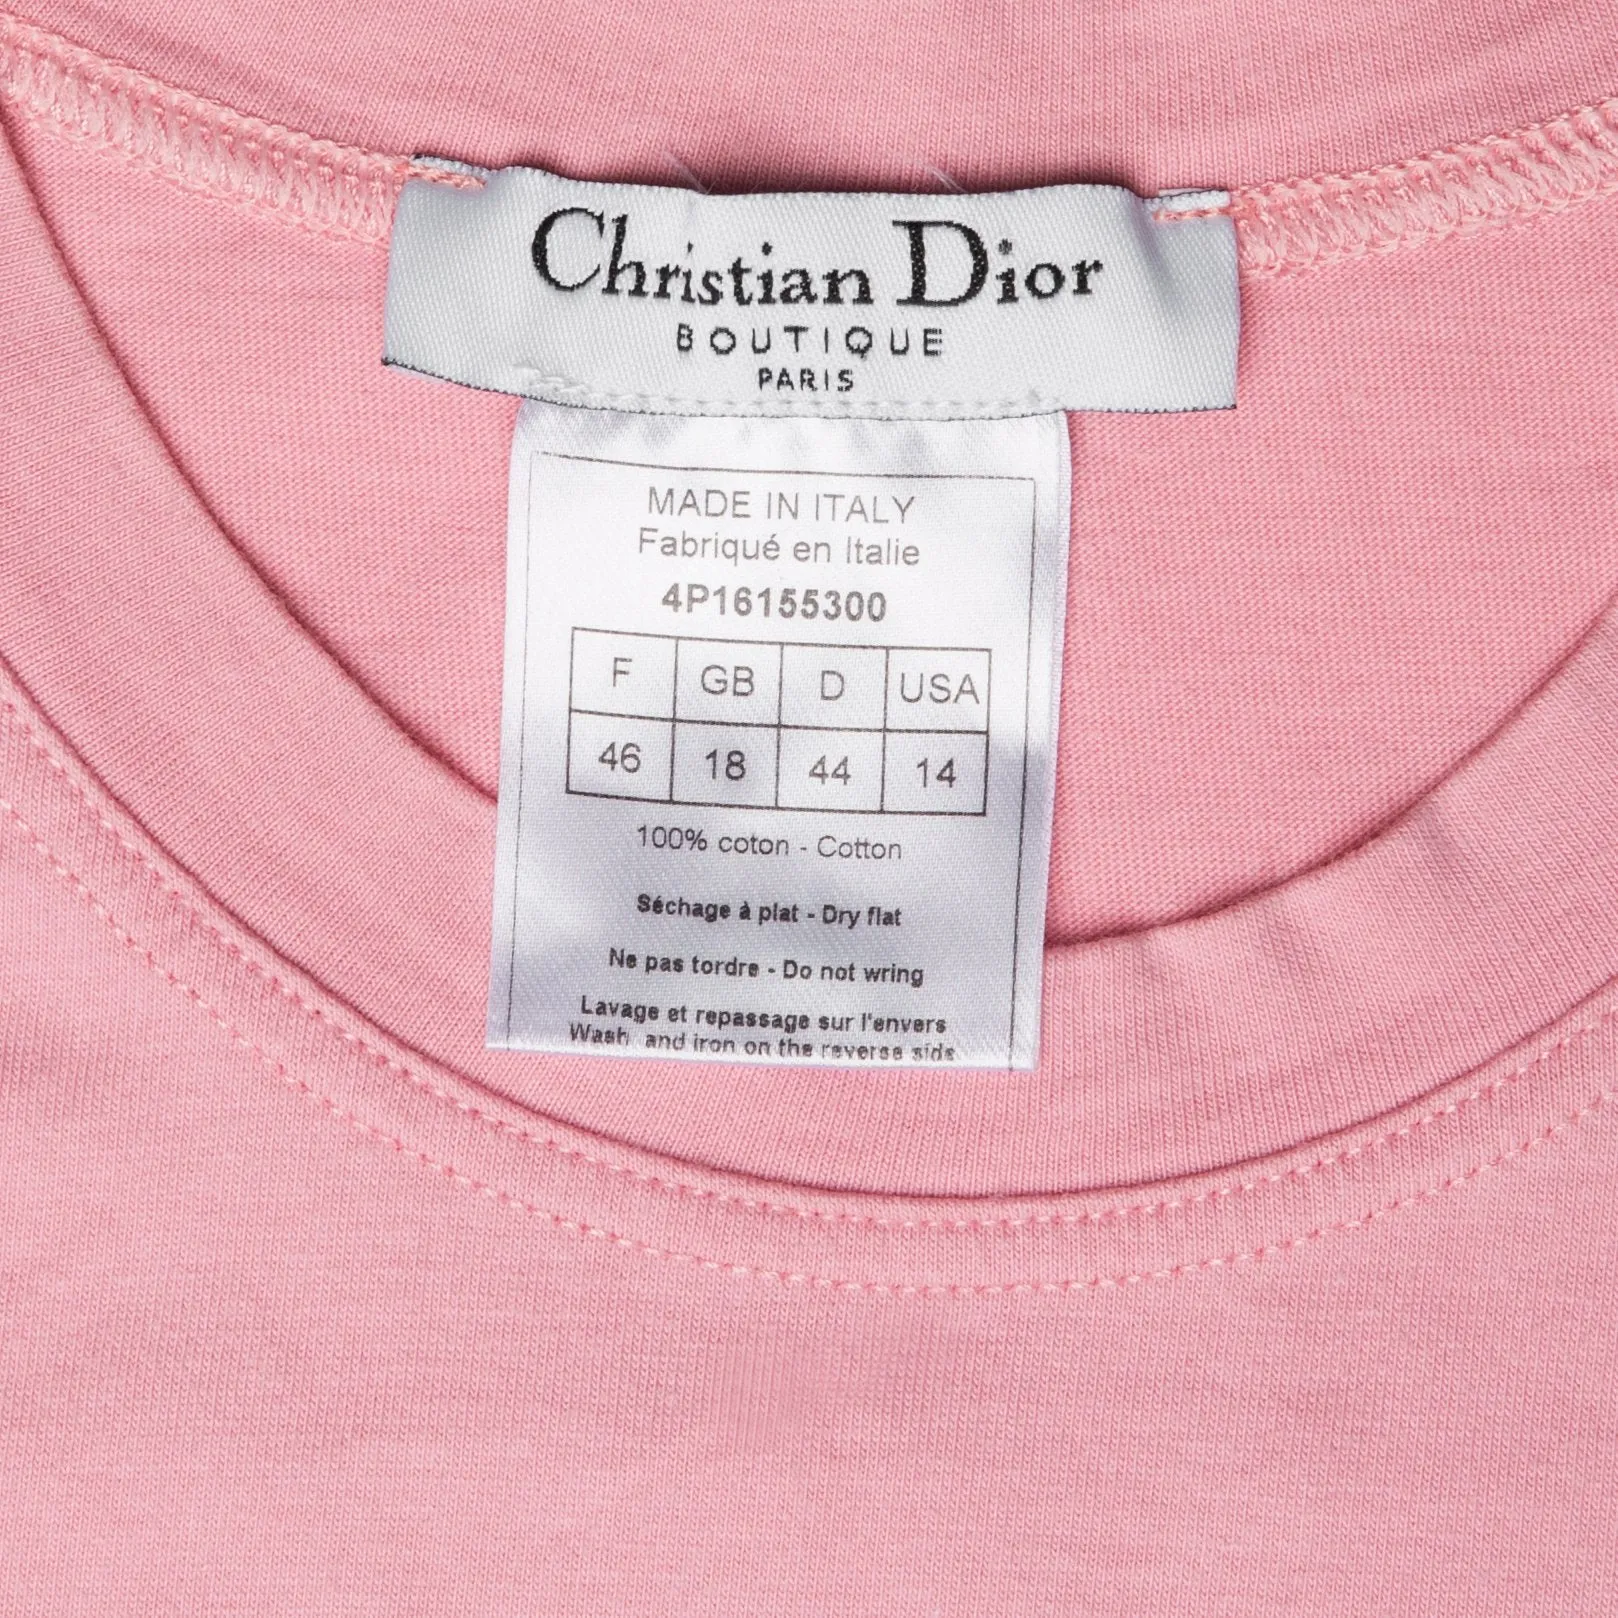 Christian Dior
BOUTIQUE
PARIS
MADE IN ITALY
Fabriqué en Italie
4P16155300
F GB D USA
46 18 44 14
100% coton - Cotton
Séchage à plat - Dry flat
Ne pas tordre - Do not wring
Lavage et repassage sur l'envers
Wash and iron on the reverse side